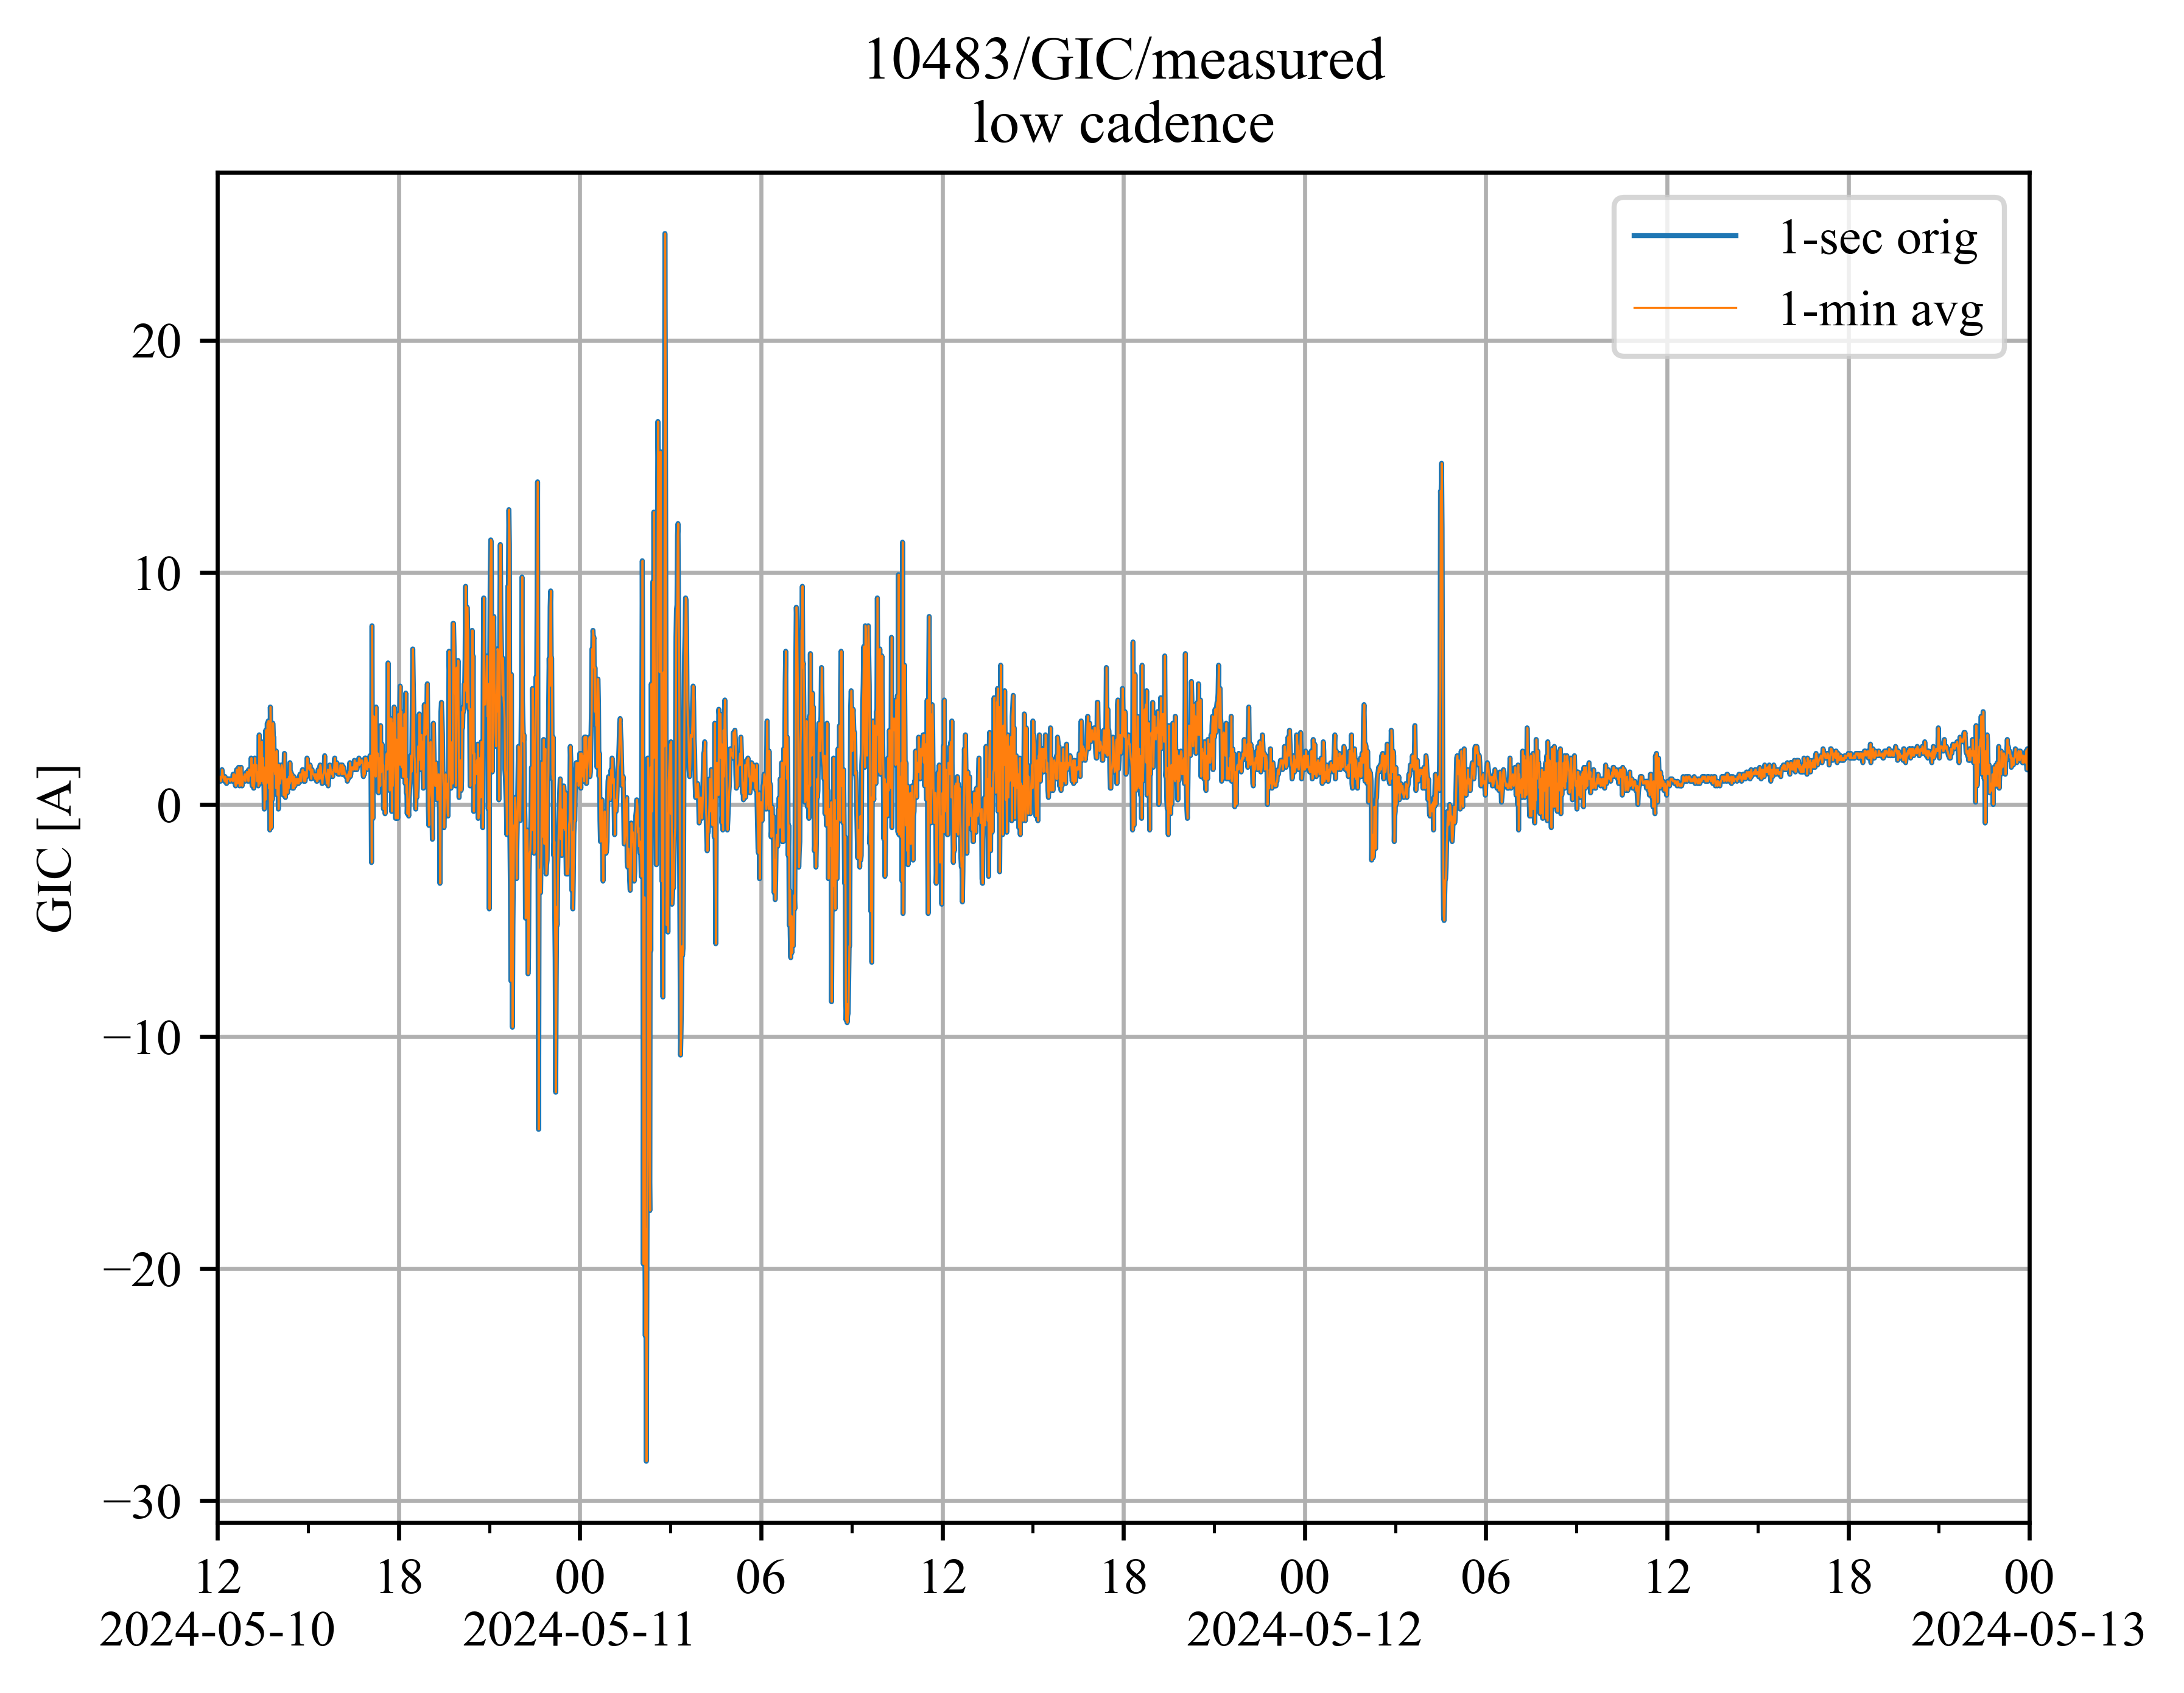 10483/GIC/measured
low cadence
1-sec orig
1-min avg
GIC [A]
20
10
0
−10
−20
−30
12 18 00 06 12 18 00 06 12 18 00
2024-05-10 2024-05-11 2024-05-12 2024-05-13